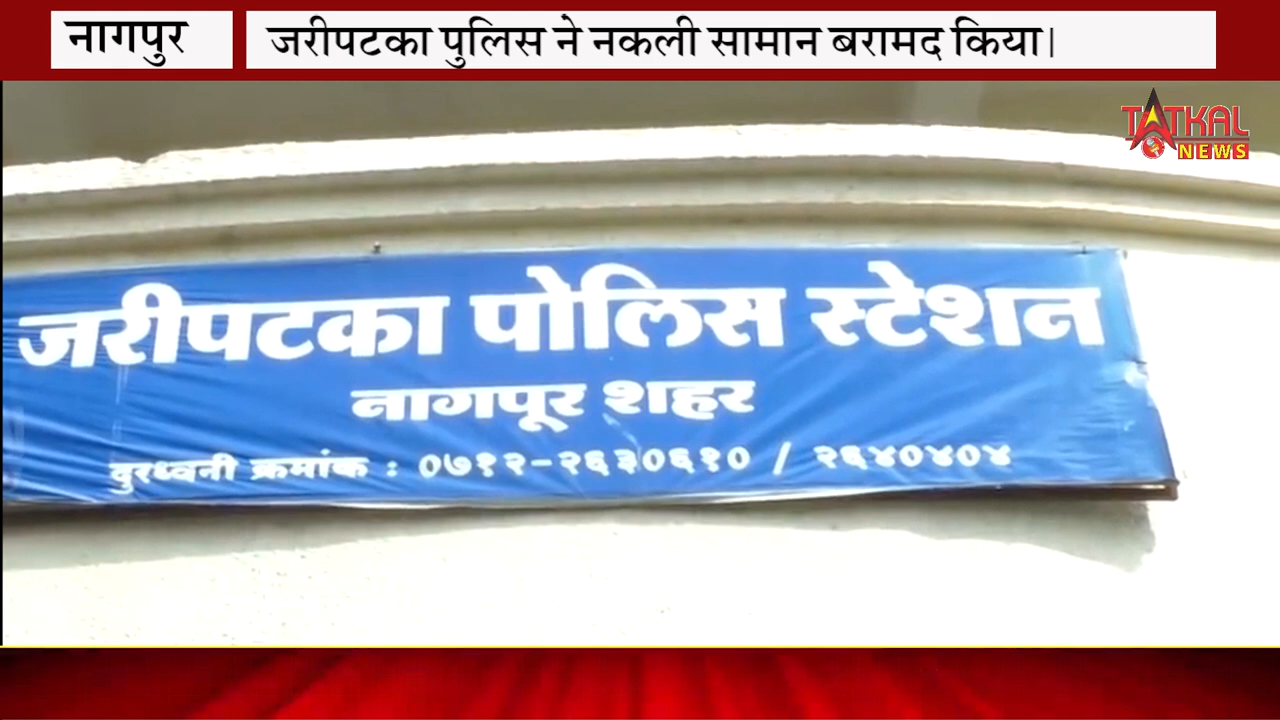 नागपुर
जरीपटका पुलिस ने नकली सामान बरामद किया।
TATKAL
NEWS
जरीपटका पोलिस स्टेशन
नागपूर शहर
दुरध्वनी क्रमांक : ०७१२-२६३०६१० / २६४०४०४